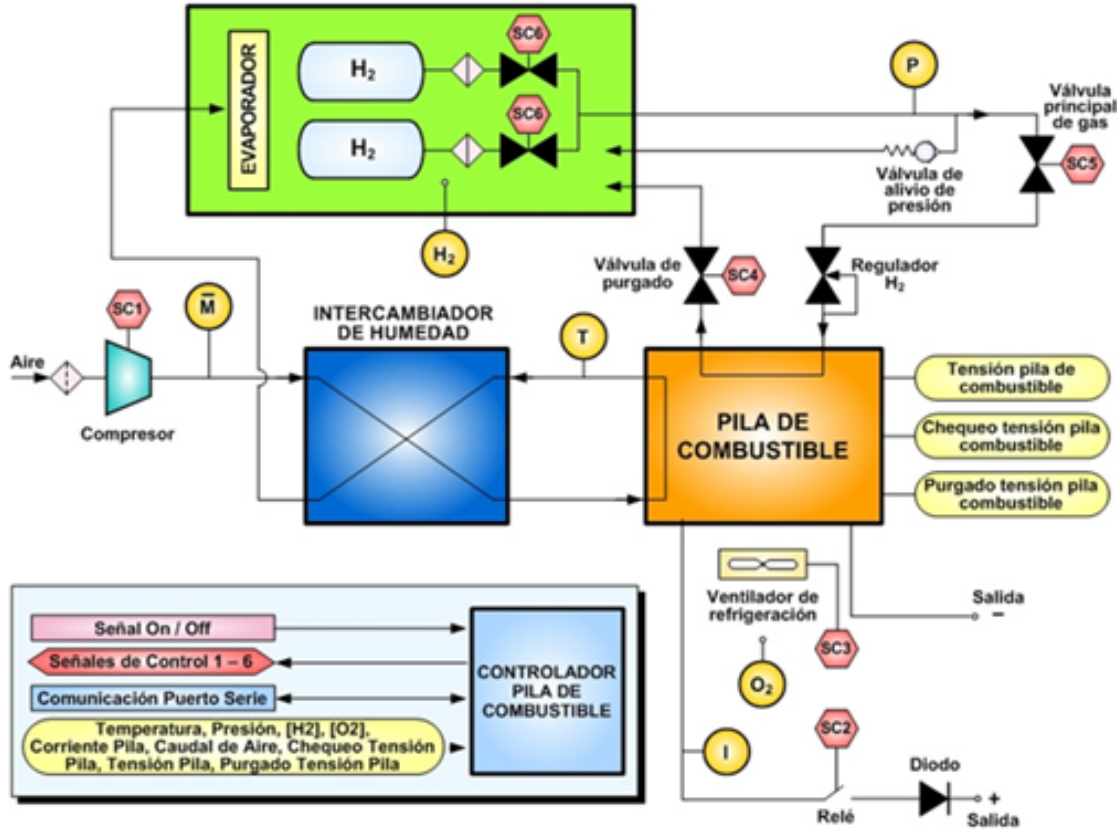 EVAPORADOR
H2
SC6
H2
SC6
H2
P
Válvula
principal
de gas
SC5
Válvula de
alivio de
presión
Válvula de
purgado
SC4
Regulador
H2
SC1
M
Aire
Compresor
INTERCAMBIADOR
DE HUMEDAD
T
PILA DE
COMBUSTIBLE
Tensión pila de
combustible
Chequeo tensión pila
combustible
Purgado tensión pila
combustible
Ventilador de
refrigeración
SC3
O2
Salida
–
I
SC2
Relé
Diodo
+
Salida
Señal On / Off
Señales de Control 1 – 6
Comunicación Puerto Serie
Temperatura, Presión, [H2], [O2],
Corriente Pila, Caudal de Aire, Chequeo Tensión
Pila, Tensión Pila, Purgado Tensión Pila
CONTROLADOR
PILA DE
COMBUSTIBLE